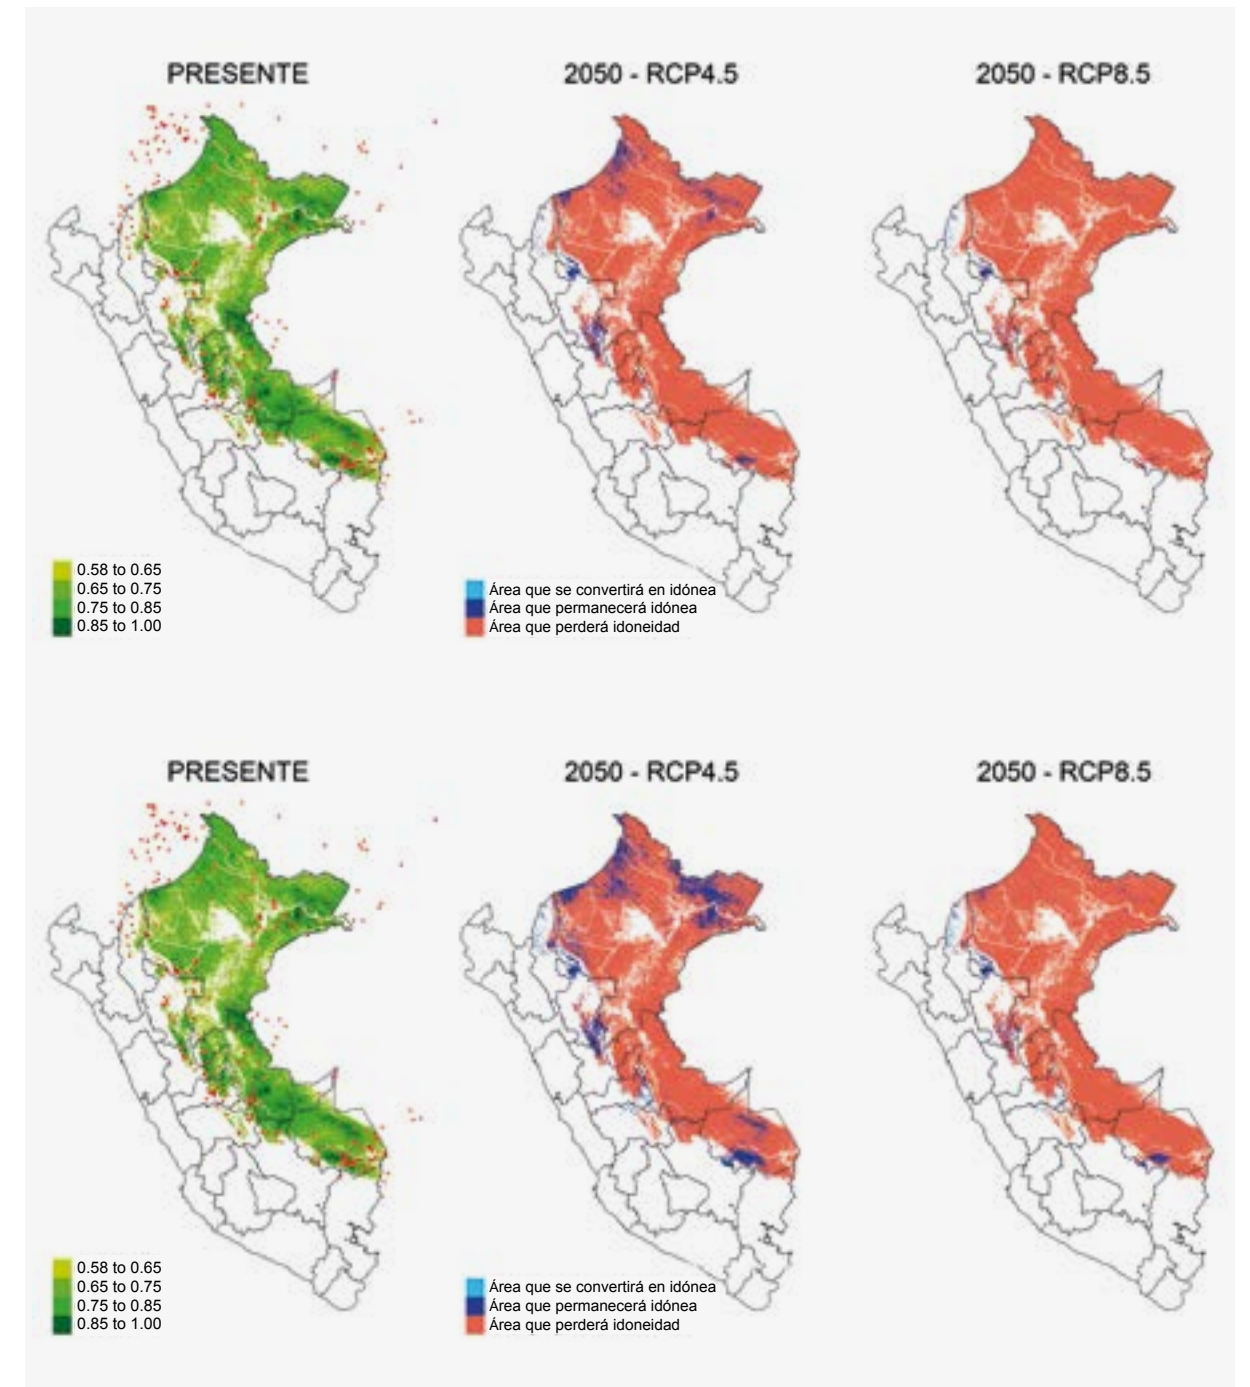 PRESENTE
2050 - RCP4.5
2050 - RCP8.5
0.58 to 0.65
0.65 to 0.75
0.75 to 0.85
0.85 to 1.00
Área que se convertirá en idónea
Área que permanecerá idónea
Área que perderá idoneidad
PRESENTE
2050 - RCP4.5
2050 - RCP8.5
0.58 to 0.65
0.65 to 0.75
0.75 to 0.85
0.85 to 1.00
Área que se convertirá en idónea
Área que permanecerá idónea
Área que perderá idoneidad